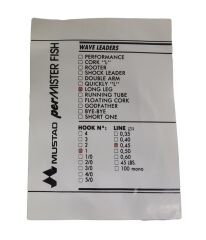 MUSTAD perMISTER FISH
WAVE LEADERS
PERFORMANCE
CORK "L"
ROOTER
SHOCK LEADER
DOUBLE ARM
QUICKLY "L"
LONG LEG
RUNNING TUBE
FLOATING CORK
GODFATHER
BYE-BYE
SHORT ONE
HOOK N°: LINE
4 0,35
3 0,40
2 0,45
1 0,50
1/0 0,60
2/0 45 LBS.
3/0 100 mono
4/0
5/0